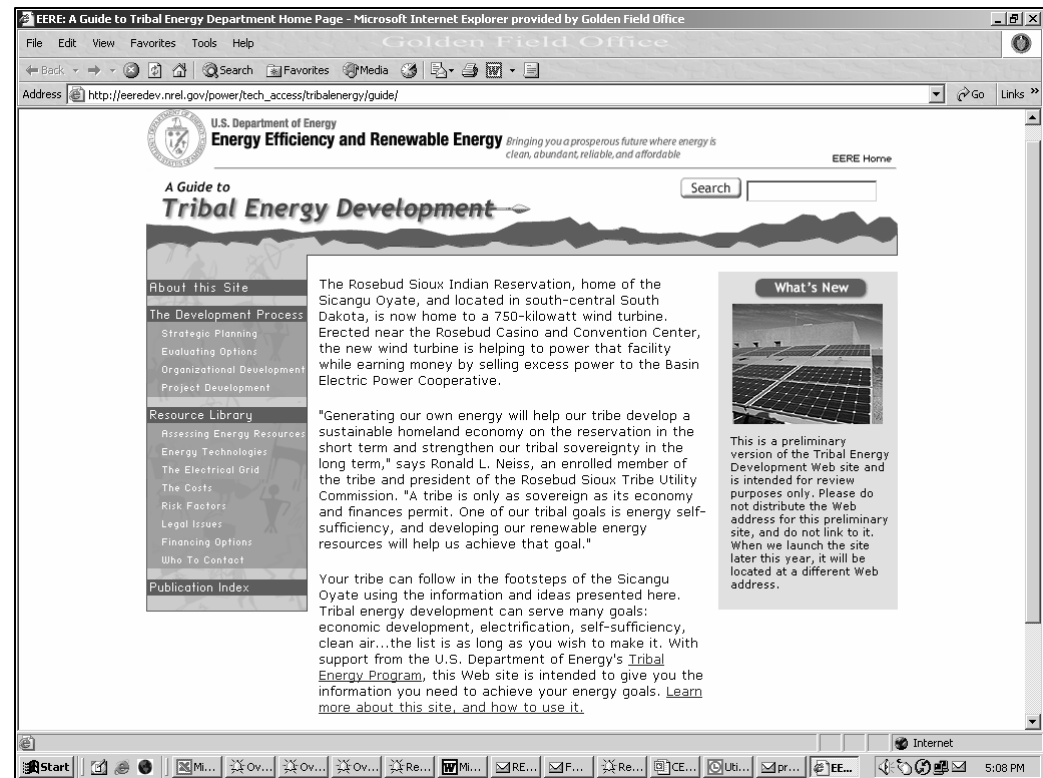 EERE: A Guide to Tribal Energy Department Home Page - Microsoft Internet Explorer provided by Golden Field Office
File Edit View Favorites Tools Help
Golden Field Office
Back Search Favorites Media
Address http://eeredev.nrel.gov/power/tech_access/tribalenergy/guide/ Go Links »
U.S. Department of Energy
Energy Efficiency and Renewable Energy
Bringing you a prosperous future where energy is
clean, abundant, reliable, and affordable
EERE Home
A Guide to
Tribal Energy Development
Search
About this Site
The Development Process
Strategic Planning
Evaluating Options
Organizational Development
Project Development
Resource Library
Assessing Energy Resources
Energy Technologies
The Electrical Grid
The Costs
Risk Factors
Legal Issues
Financing Options
Who To Contact
Publication Index
The Rosebud Sioux Indian Reservation, home of the
Sicangu Oyate, and located in south-central South
Dakota, is now home to a 750-kilowatt wind turbine.
Erected near the Rosebud Casino and Convention Center,
the new wind turbine is helping to power that facility
while earning money by selling excess power to the Basin
Electric Power Cooperative.
"Generating our own energy will help our tribe develop a
sustainable homeland economy on the reservation in the
short term and strengthen our tribal sovereignty in the
long term," says Ronald L. Neiss, an enrolled member of
the tribe and president of the Rosebud Sioux Tribe Utility
Commission. "A tribe is only as sovereign as its economy
and finances permit. One of our tribal goals is energy self-
sufficiency, and developing our renewable energy
resources will help us achieve that goal."
Your tribe can follow in the footsteps of the Sicangu
Oyate using the information and ideas presented here.
Tribal energy development can serve many goals:
economic development, electrification, self-sufficiency,
clean air...the list is as long as you wish to make it. With
support from the U.S. Department of Energy's Tribal
Energy Program, this Web site is intended to give you the
information you need to achieve your energy goals. Learn
more about this site, and how to use it.
What's New
This is a preliminary
version of the Tribal Energy
Development Web site and
is intended for review
purposes only. Please do
not distribute the Web
address for this preliminary
site, and do not link to it.
When we launch the site
later this year, it will be
located at a different Web
address.
Internet
Start Mi... Ov... Ov... Ov... Re... Mi... RE... F... Re... CE... Uti... pr... EE... 5:08 PM